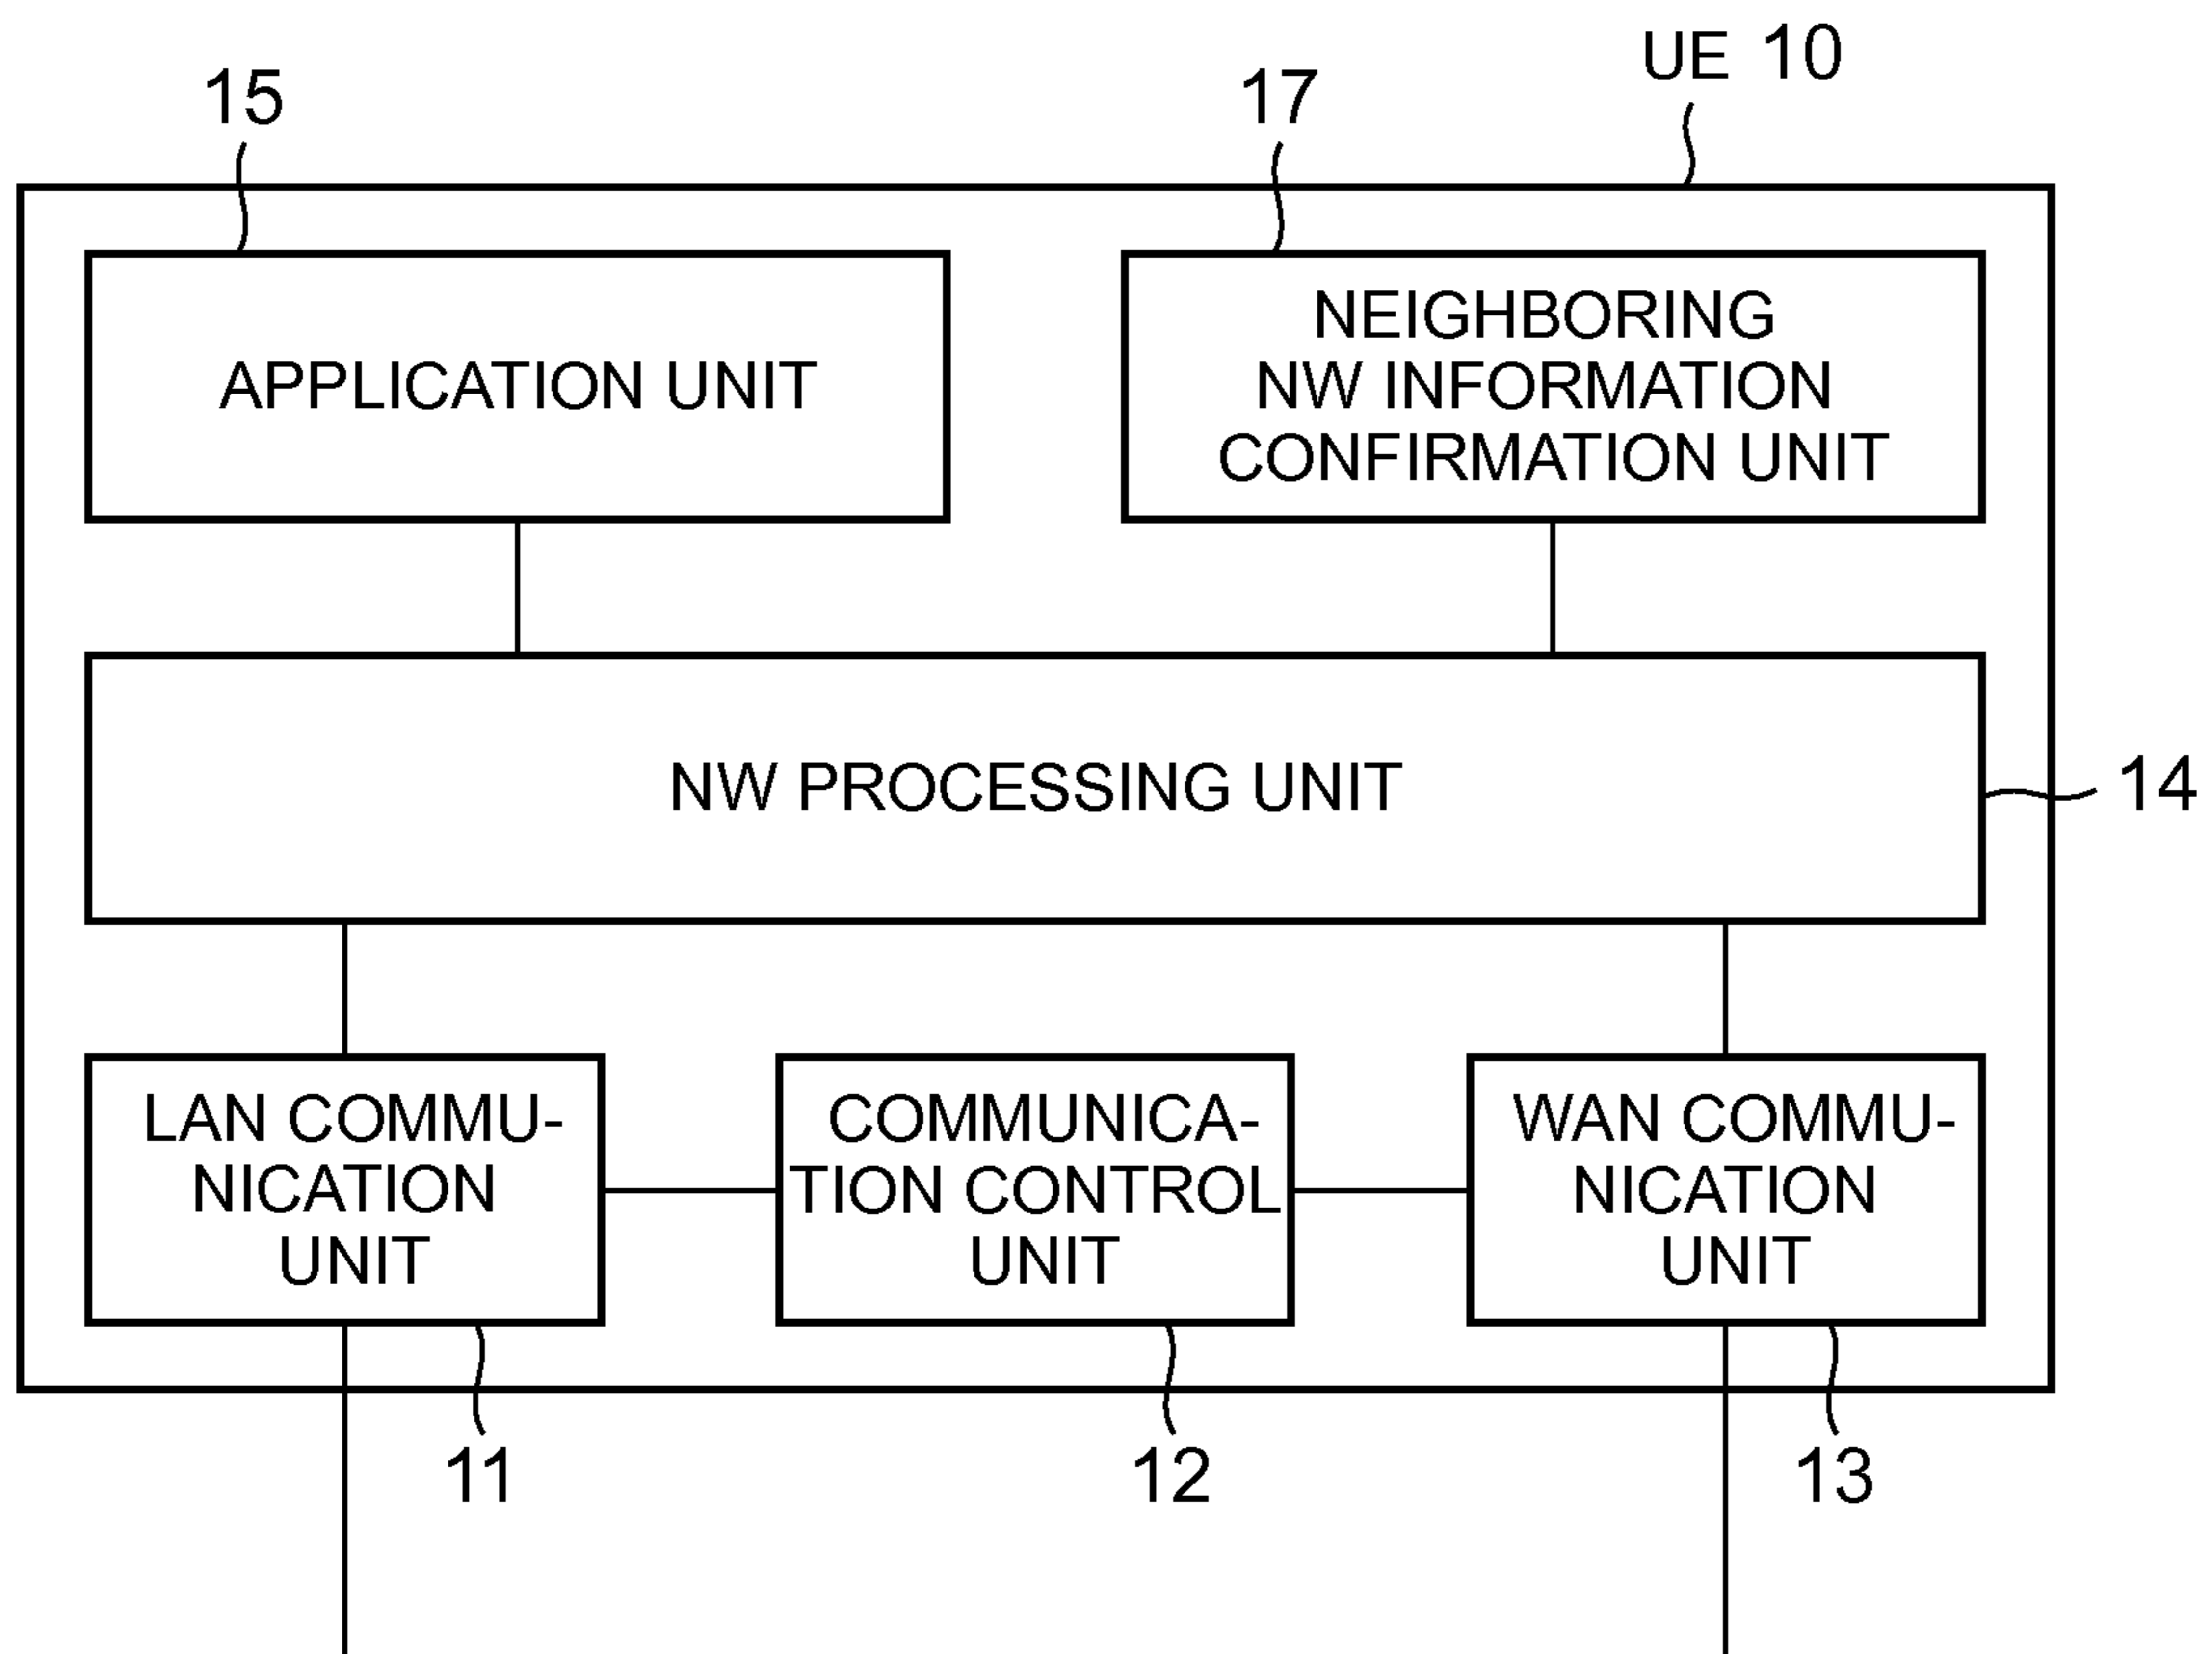 UE 10
15
17
APPLICATION UNIT
NEIGHBORING
NW INFORMATION
CONFIRMATION UNIT
NW PROCESSING UNIT
14
LAN COMMU-
NICATION
UNIT
COMMUNICA-
TION CONTROL
UNIT
WAN COMMU-
NICATION
UNIT
11
12
13